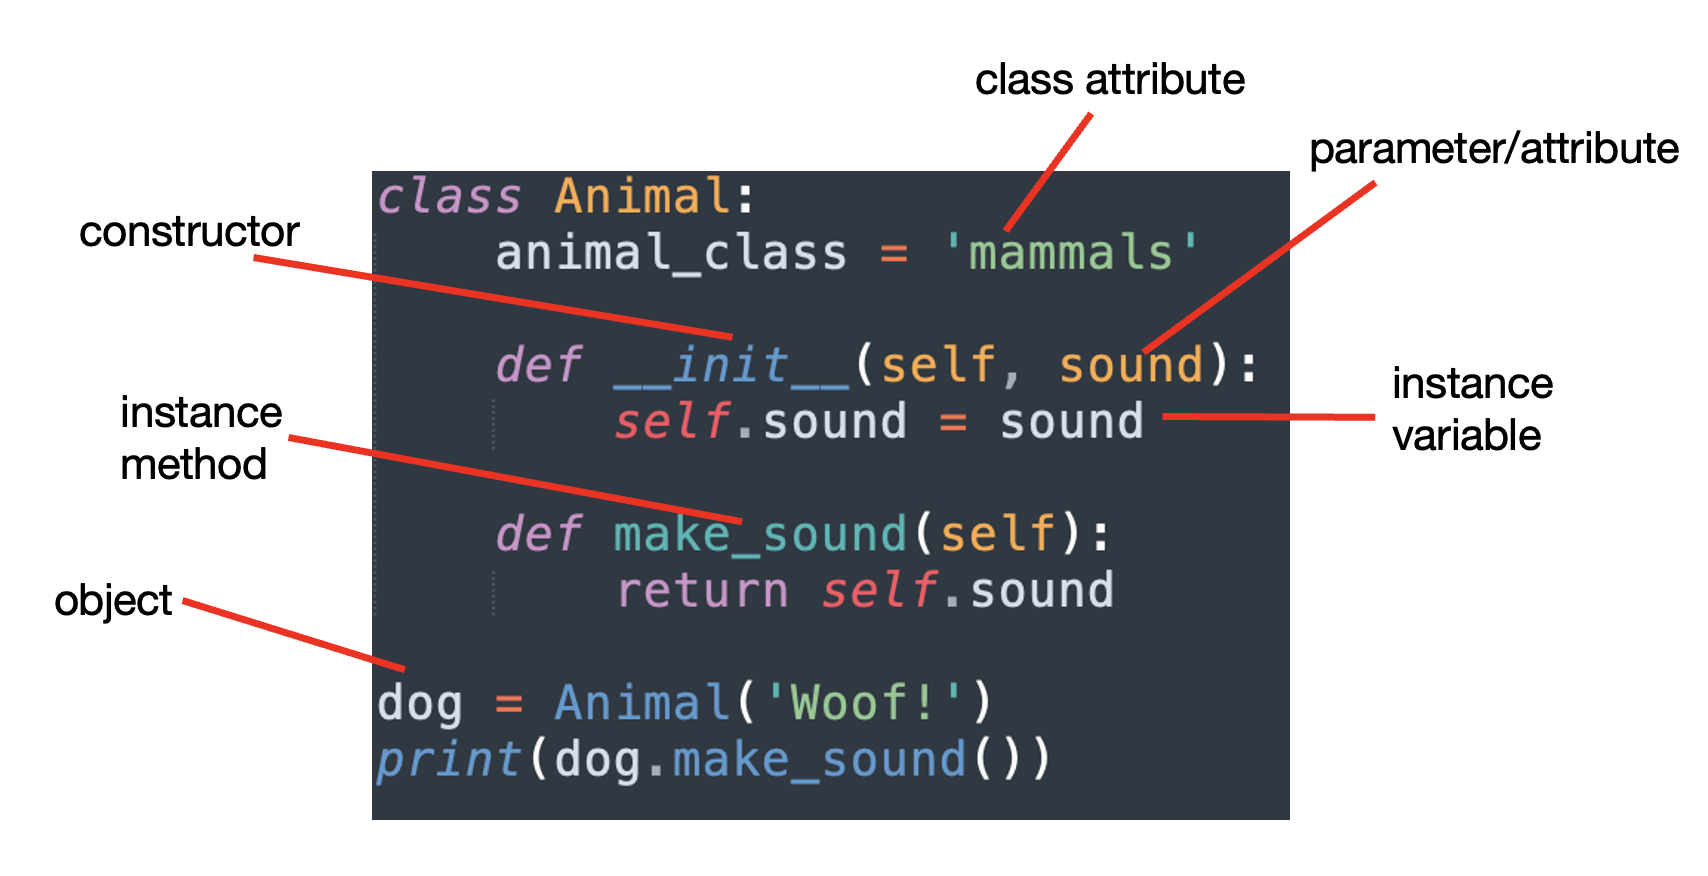 class attribute
parameter/attribute
constructor
instance
method
object
instance
variable
class Animal:
    animal_class = 'mammals'
    def __init__(self, sound):
        self.sound = sound
    def make_sound(self):
        return self.sound
dog = Animal('Woof!')
print(dog.make_sound())